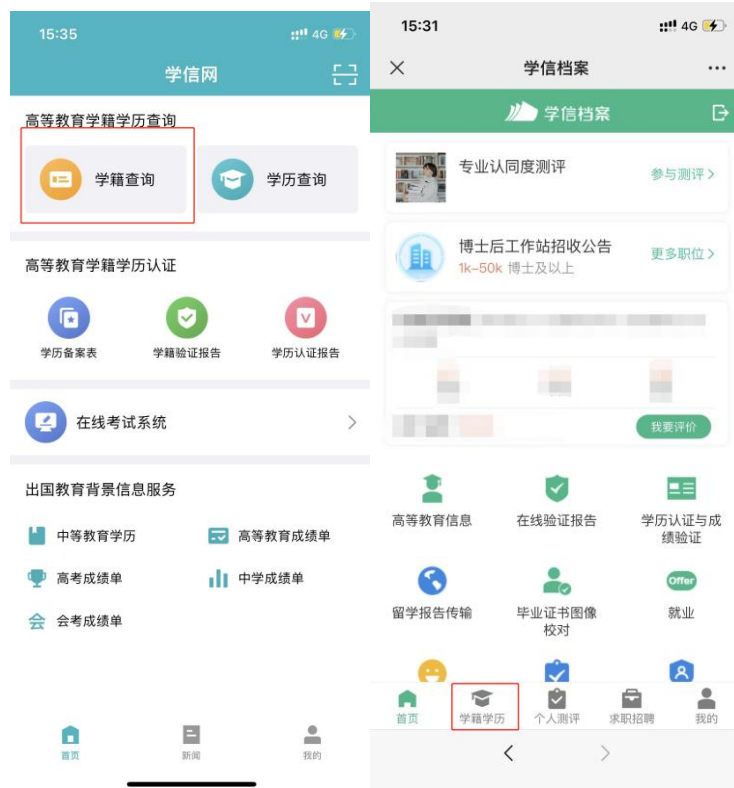 15:35
4G
学信网
高等教育学籍学历查询
学籍查询
学历查询
高等教育学籍学历认证
学历备案表
学籍验证报告
V
学历认证报告
在线考试系统
出国教育背景信息服务
中等教育学历
高等教育成绩单
高考成绩单
中学成绩单
会
会考成绩单
首页
新闻
我的
15:31
4G
学信档案
学信档案
专业认同度测评
参与测评
博士后工作站招收公告
1k–50k 博士及以上
更多职位
我要评价
高等教育信息
在线验证报告
学历认证与成
绩验证
Offer
留学报告传输
毕业证书图像
校对
就业
首页
学籍学历
个人测评
求职招聘
我的